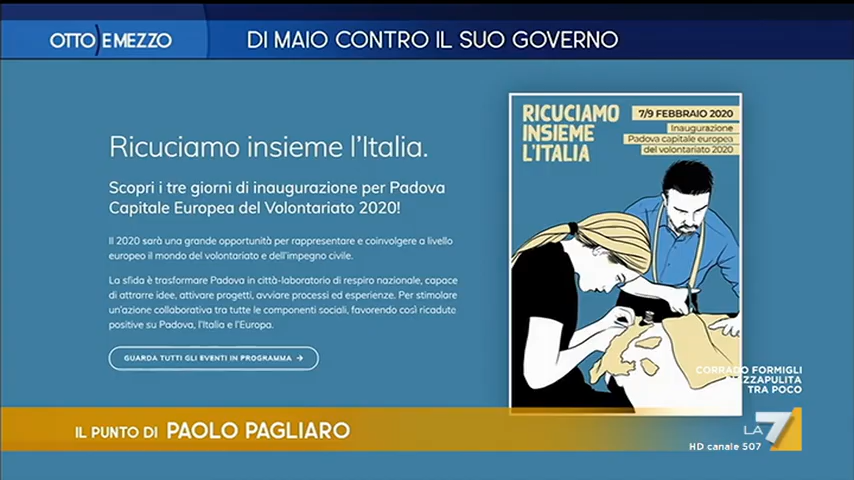 OTTO E MEZZO
DI MAIO CONTRO IL SUO GOVERNO
Ricuciamo insieme l'Italia.
Scopri i tre giorni di inaugurazione per Padova
Capitale Europea del Volontariato 2020!
Il 2020 sarà una grande opportunità per rappresentare e coinvolgere a livello
europeo il mondo del volontariato e dell'impegno civile.
La sfida è trasformare Padova in città-laboratorio di respiro nazionale, capace
di attrarre idee, attivare progetti, avviare processi ed esperienze. Per stimolare
un'azione collaborativa tra tutte le componenti sociali, favorendo così ricadute
positive su Padova, l'Italia e l'Europa.
GUARDA TUTTI GLI EVENTI IN PROGRAMMA →
RICUCIAMO
INSIEME
L'ITALIA
7/9 FEBBRAIO 2020
Inaugurazione
Padova capitale europea
del volontariato 2020
CORRADO FORMIGLI
TRA POCO
IL PUNTO DI PAOLO PAGLIARO
LA7
HD canale 507